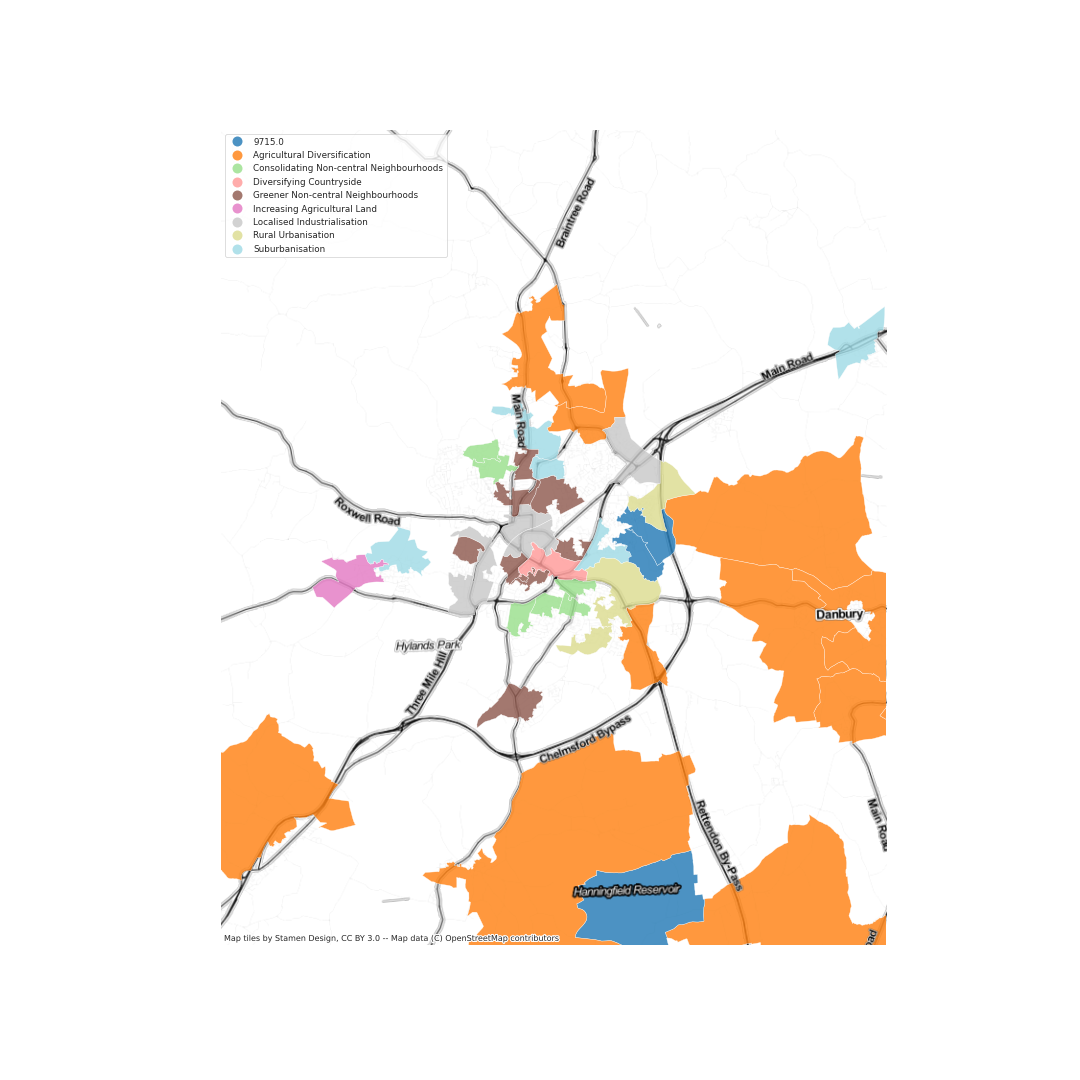 9715.0
Agricultural Diversification
Consolidating Non-central Neighbourhoods
Diversifying Countryside
Greener Non-central Neighbourhoods
Increasing Agricultural Land
Localised Industrialisation
Rural Urbanisation
Suburbanisation
Braintree Road
Main Road
Main Road
Roxwell Road
Danbury
Hylands Park
Three Mile Hill
Chelmsford Bypass
Rettendon By-Pass
Main Road
Hanningfield Reservoir
oad
Map tiles by Stamen Design, CC BY 3.0 -- Map data (C) OpenStreetMap contributors